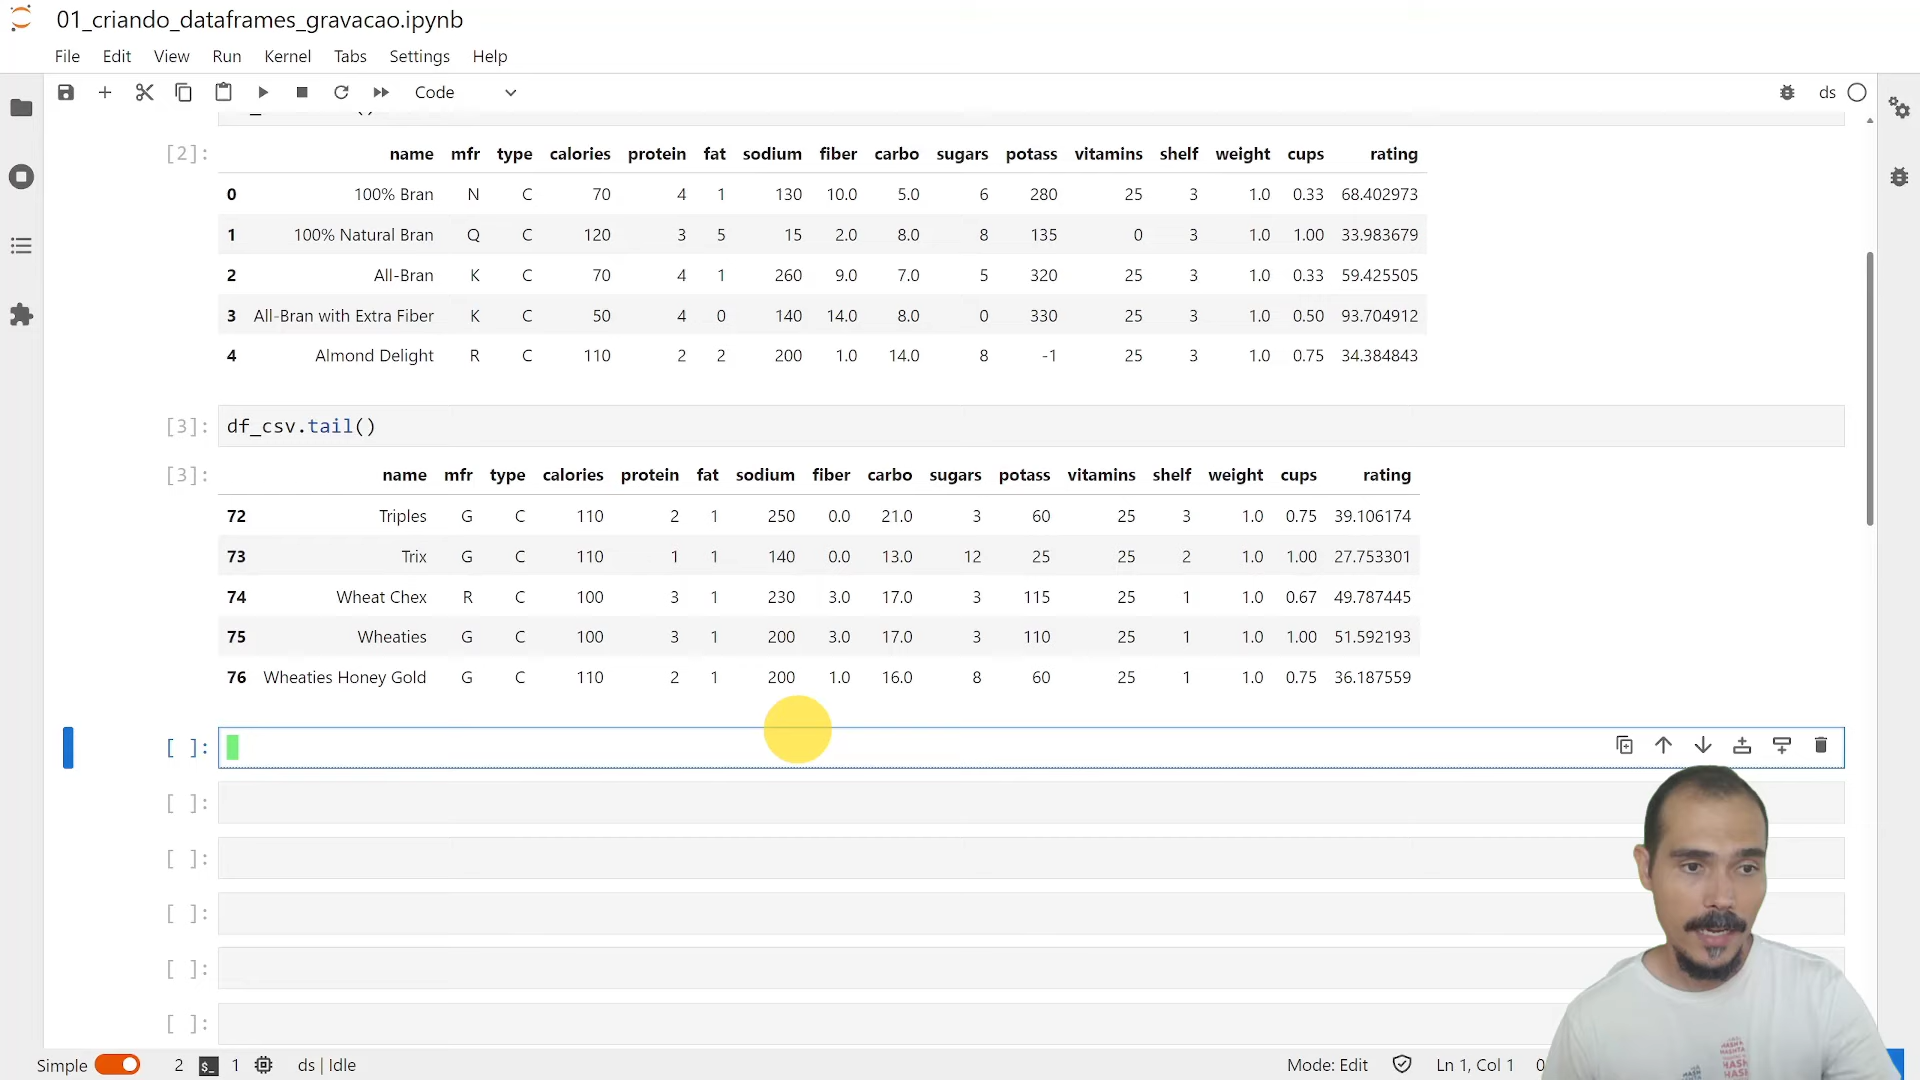 01_criando_dataframes_gravacao.ipynb
File Edit View Run Kernel Tabs Settings Help
Code
ds
[2]:
name mfr type calories protein fat sodium fiber carbo sugars potass vitamins shelf weight cups rating
0 100% Bran N C 70 4 1 130 10.0 5.0 6 280 25 3 1.0 0.33 68.402973
1 100% Natural Bran Q C 120 3 5 15 2.0 8.0 8 135 0 3 1.0 1.00 33.983679
2 All-Bran K C 70 4 1 260 9.0 7.0 5 320 25 3 1.0 0.33 59.425505
3 All-Bran with Extra Fiber K C 50 4 0 140 14.0 8.0 0 330 25 3 1.0 0.50 93.704912
4 Almond Delight R C 110 2 2 200 1.0 14.0 8 -1 25 3 1.0 0.75 34.384843
[3]: df_csv.tail()
[3]:
name mfr type calories protein fat sodium fiber carbo sugars potass vitamins shelf weight cups rating
72 Triples G C 110 2 1 250 0.0 21.0 3 60 25 3 1.0 0.75 39.106174
73 Trix G C 110 1 1 140 0.0 13.0 12 25 25 2 1.0 1.00 27.753301
74 Wheat Chex R C 100 3 1 230 3.0 17.0 3 115 25 1 1.0 0.67 49.787445
75 Wheaties G C 100 3 1 200 3.0 17.0 3 110 25 1 1.0 1.00 51.592193
76 Wheaties Honey Gold G C 110 2 1 200 1.0 16.0 8 60 25 1 1.0 0.75 36.187559
[ ]:
[ ]:
[ ]:
[ ]:
[ ]:
[ ]:
Simple 2 1 ds | Idle Mode: Edit Ln 1, Col 1